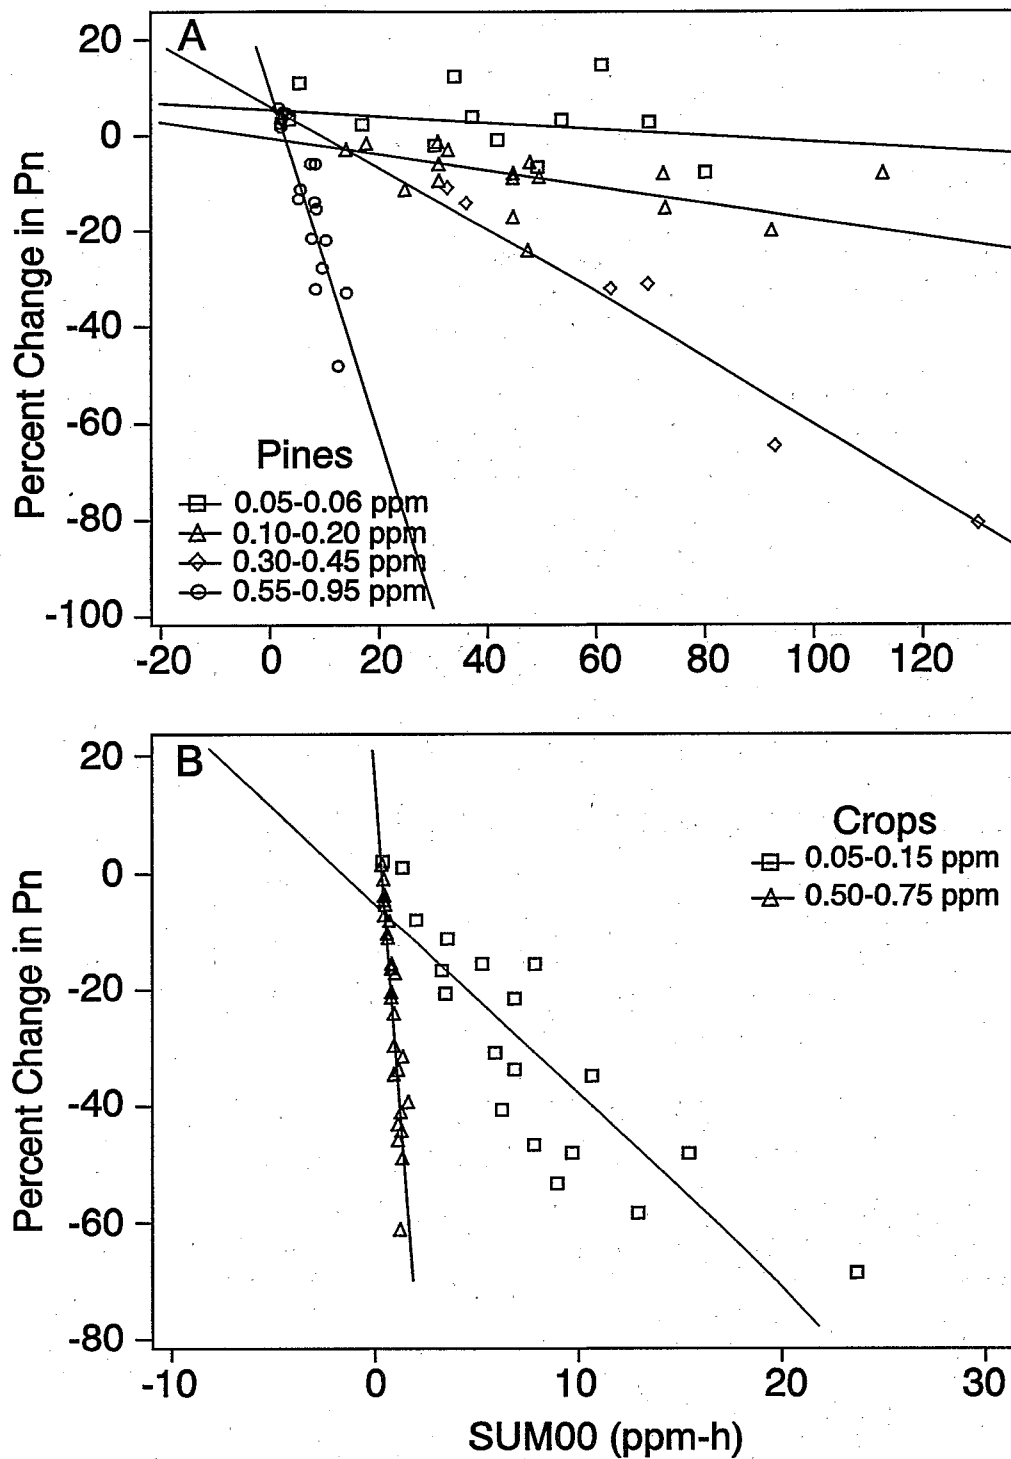 A
Percent Change in Pn
20
0
-20
-40
-60
-80
-100
Pines
0.05-0.06 ppm
0.10-0.20 ppm
0.30-0.45 ppm
0.55-0.95 ppm
-20 0 20 40 60 80 100 120
B
Percent Change in Pn
20
0
-20
-40
-60
-80
Crops
0.05-0.15 ppm
0.50-0.75 ppm
-10 0 10 20 30
SUM00 (ppm-h)